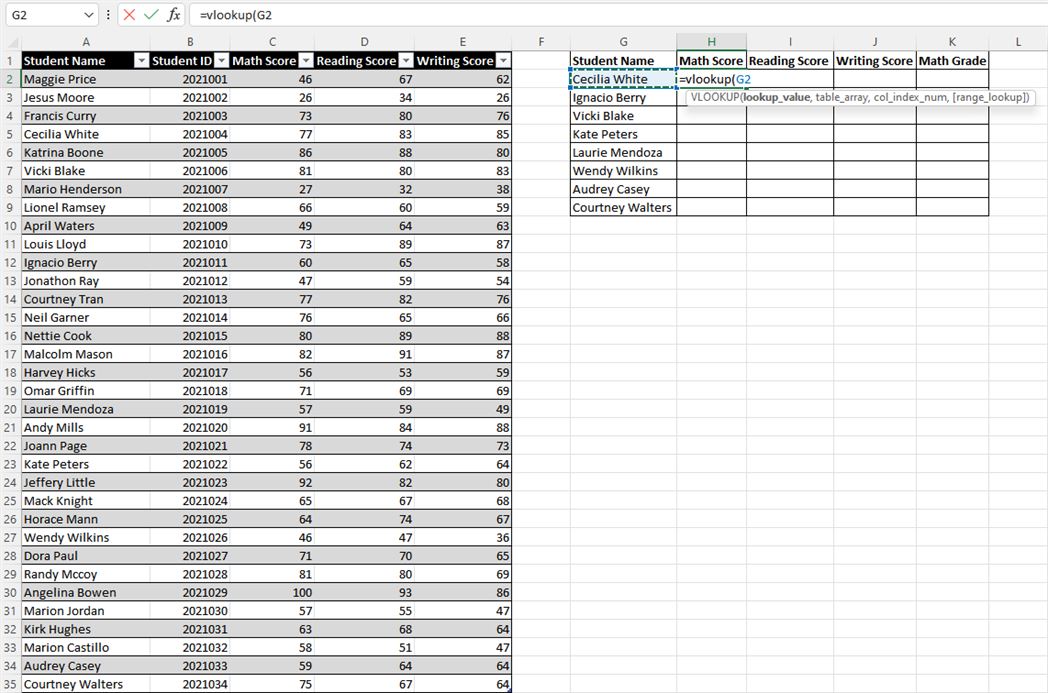 G2 fx =vlookup(G2
A B C D E F G H I J K L
1 Student Name Student ID Math Score Reading Score Writing Score Student Name Math Score Reading Score Writing Score Math Grade
2 Maggie Price 2021001 46 67 62 Cecilia White =vlookup(G2
3 Jesus Moore 2021002 26 34 26 Ignacio Berry VLOOKUP(lookup_value, table_array, col_index_num, [range_lookup])
4 Francis Curry 2021003 73 80 76 Vicki Blake
5 Cecilia White 2021004 77 83 85 Kate Peters
6 Katrina Boone 2021005 86 88 80 Laurie Mendoza
7 Vicki Blake 2021006 81 80 83 Wendy Wilkins
8 Mario Henderson 2021007 27 32 38 Audrey Casey
9 Lionel Ramsey 2021008 66 60 59 Courtney Walters
10 April Waters 2021009 49 64 63
11 Louis Lloyd 2021010 73 89 87
12 Ignacio Berry 2021011 60 65 58
13 Jonathon Ray 2021012 47 59 54
14 Courtney Tran 2021013 77 82 76
15 Neil Garner 2021014 76 65 66
16 Nettie Cook 2021015 80 89 88
17 Malcolm Mason 2021016 82 91 87
18 Harvey Hicks 2021017 56 53 59
19 Omar Griffin 2021018 71 69 69
20 Laurie Mendoza 2021019 57 59 49
21 Andy Mills 2021020 91 84 88
22 Joann Page 2021021 78 74 73
23 Kate Peters 2021022 56 62 64
24 Jeffery Little 2021023 92 82 80
25 Mack Knight 2021024 65 67 68
26 Horace Mann 2021025 64 74 67
27 Wendy Wilkins 2021026 46 47 36
28 Dora Paul 2021027 71 70 65
29 Randy Mccoy 2021028 81 80 69
30 Angelina Bowen 2021029 100 93 86
31 Marion Jordan 2021030 57 55 47
32 Kirk Hughes 2021031 63 68 64
33 Marion Castillo 2021032 58 51 47
34 Audrey Casey 2021033 59 64 64
35 Courtney Walters 2021034 75 67 64